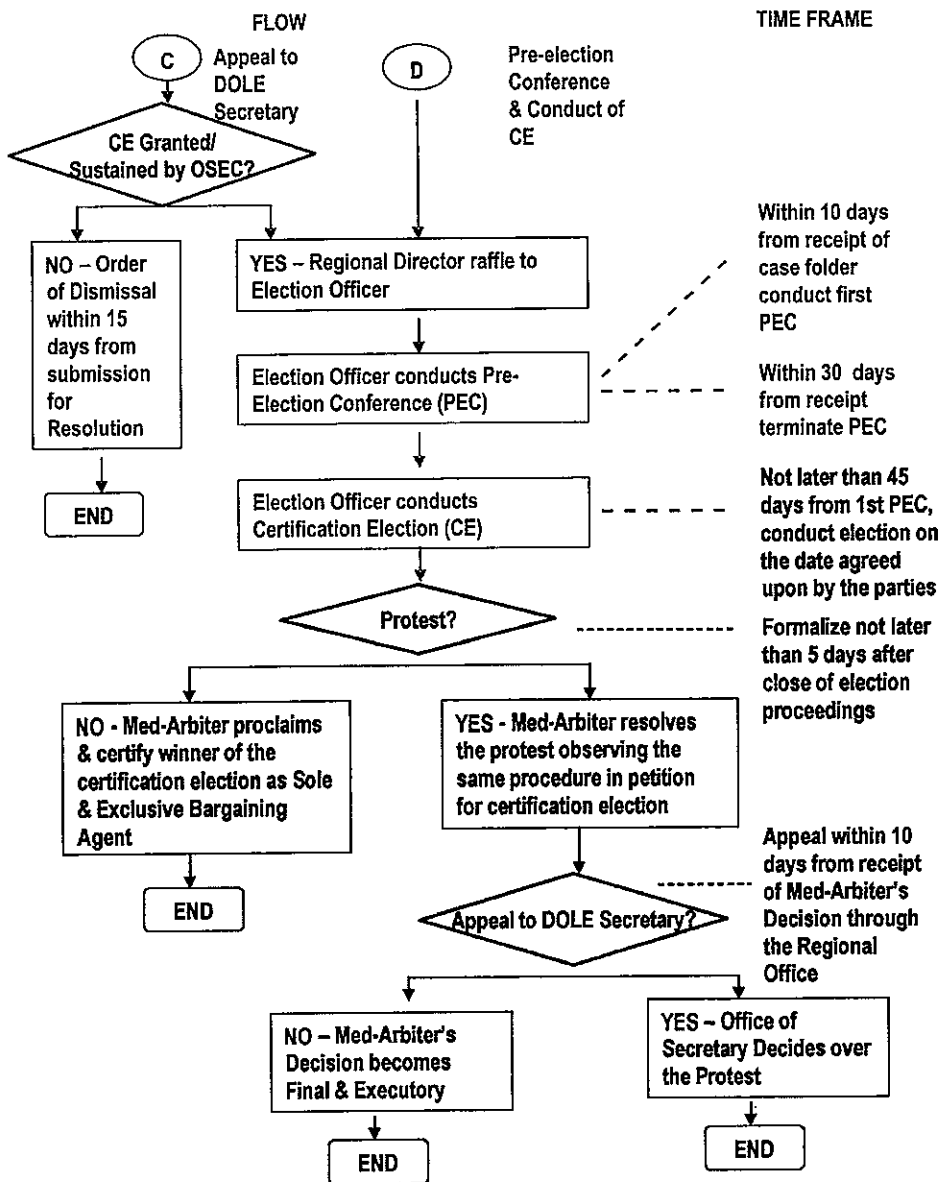 FLOW
TIME FRAME
C
Appeal to
DOLE
Secretary
D
Pre-election
Conference
& Conduct of
CE
CE Granted/
Sustained by OSEC?
NO – Order
of Dismissal
within 15
days from
submission
for
Resolution
END
YES – Regional Director raffle to
Election Officer
Within 10 days
from receipt of
case folder
conduct first
PEC
Election Officer conducts Pre-
Election Conference (PEC)
Within 30 days
from receipt
terminate PEC
Election Officer conducts
Certification Election (CE)
Not later than 45
days from 1st PEC,
conduct election on
the date agreed
upon by the parties
Protest?
Formalize not later
than 5 days after
close of election
proceedings
NO - Med-Arbiter proclaims
& certify winner of the
certification election as Sole
& Exclusive Bargaining
Agent
END
YES - Med-Arbiter resolves
the protest observing the
same procedure in petition
for certification election
Appeal to DOLE Secretary?
Appeal within 10
days from receipt
of Med-Arbiter's
Decision through
the Regional
Office
NO – Med-Arbiter's
Decision becomes
Final & Executory
END
YES – Office of
Secretary Decides over
the Protest
END